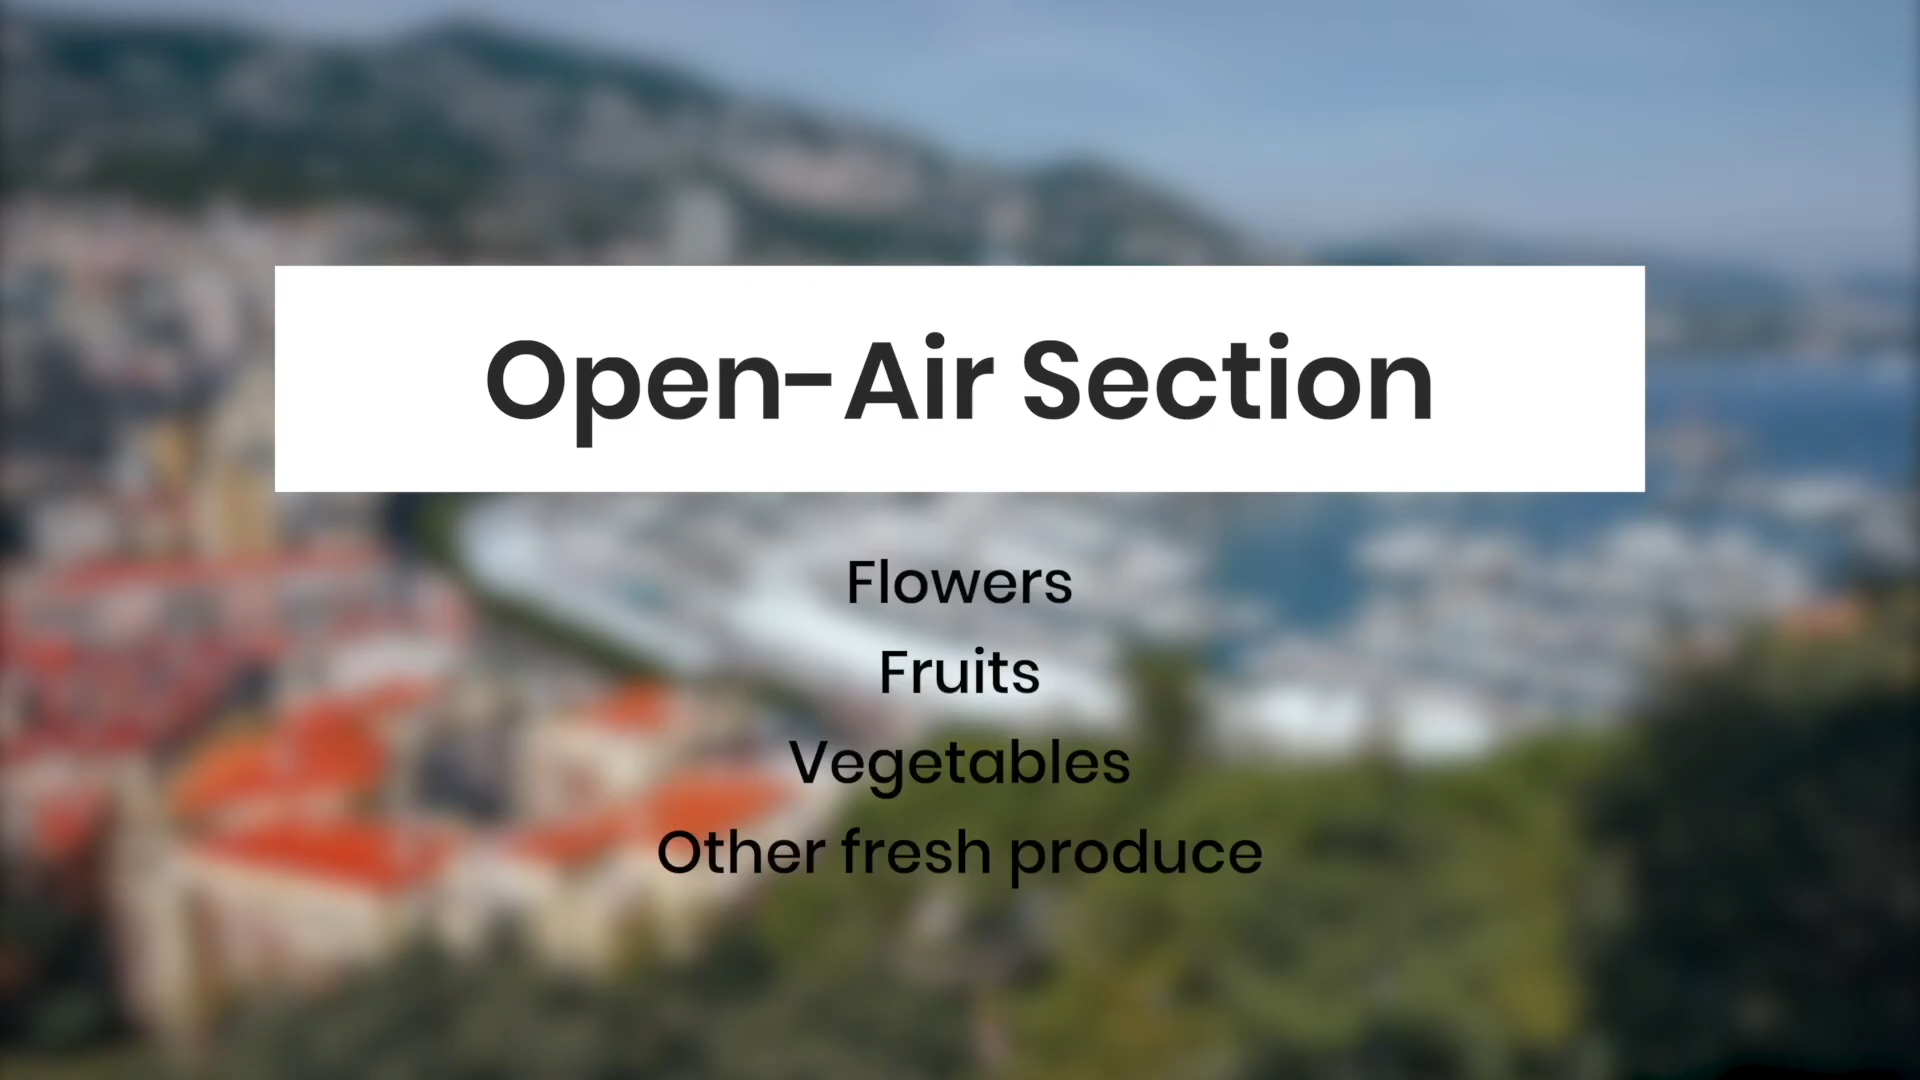 Open-Air Section
Flowers
Fruits
Vegetables
Other fresh produce